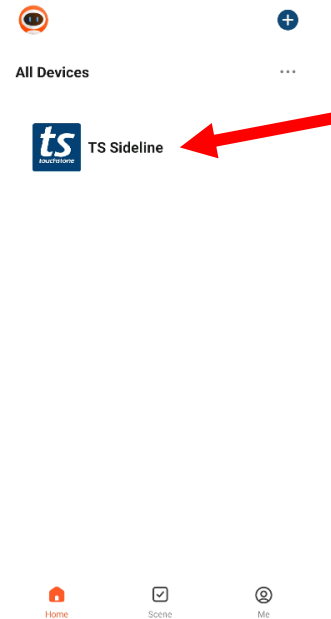 All Devices
ts
touchstone
TS Sideline
Home
Scene
Me